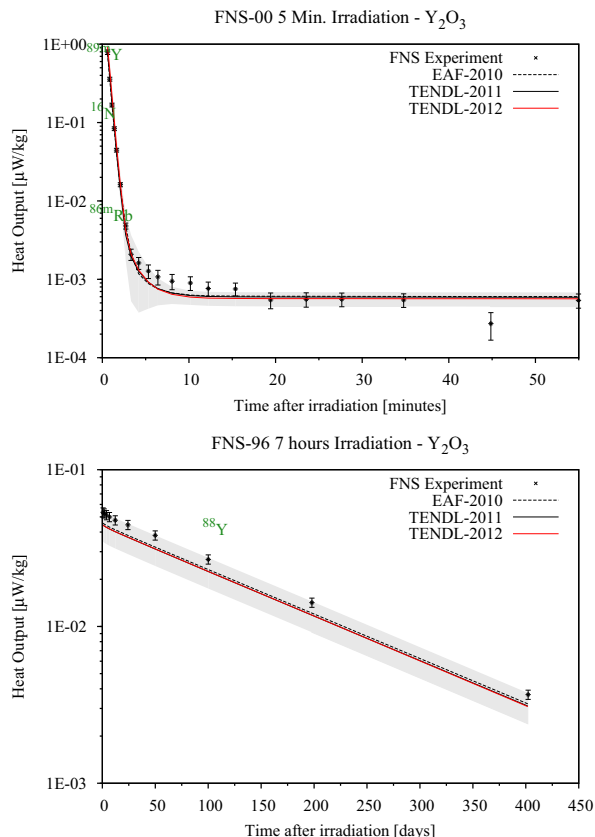 FNS-00 5 Min. Irradiation - Y₂O₃
Heat Output [μW/kg]
1E+00
1E-01
1E-02
1E-03
1E-04
⁸⁹ᵐY
¹⁶N
⁸⁶ᵐRb
FNS Experiment
EAF-2010
TENDL-2011
TENDL-2012
0 10 20 30 40 50
Time after irradiation [minutes]
FNS-96 7 hours Irradiation - Y₂O₃
Heat Output [μW/kg]
1E-01
1E-02
1E-03
⁸⁸Y
FNS Experiment
EAF-2010
TENDL-2011
TENDL-2012
0 50 100 150 200 250 300 350 400 450
Time after irradiation [days]